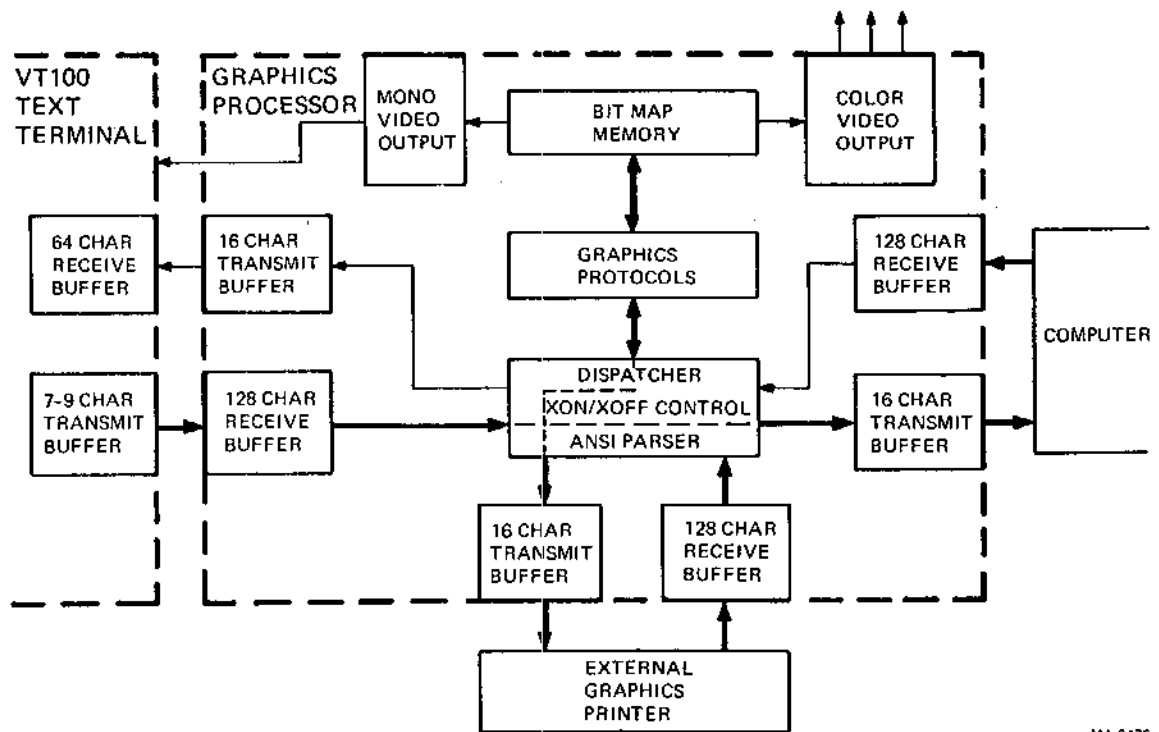 VT100
TEXT
TERMINAL
GRAPHICS
PROCESSOR
MONO
VIDEO
OUTPUT
BIT MAP
MEMORY
COLOR
VIDEO
OUTPUT
64 CHAR
RECEIVE
BUFFER
16 CHAR
TRANSMIT
BUFFER
GRAPHICS
PROTOCOLS
128 CHAR
RECEIVE
BUFFER
COMPUTER
7-9 CHAR
TRANSMIT
BUFFER
128 CHAR
RECEIVE
BUFFER
DISPATCHER
XON/XOFF CONTROL
ANSI PARSER
16 CHAR
TRANSMIT
BUFFER
16 CHAR
TRANSMIT
BUFFER
128 CHAR
RECEIVE
BUFFER
EXTERNAL
GRAPHICS
PRINTER